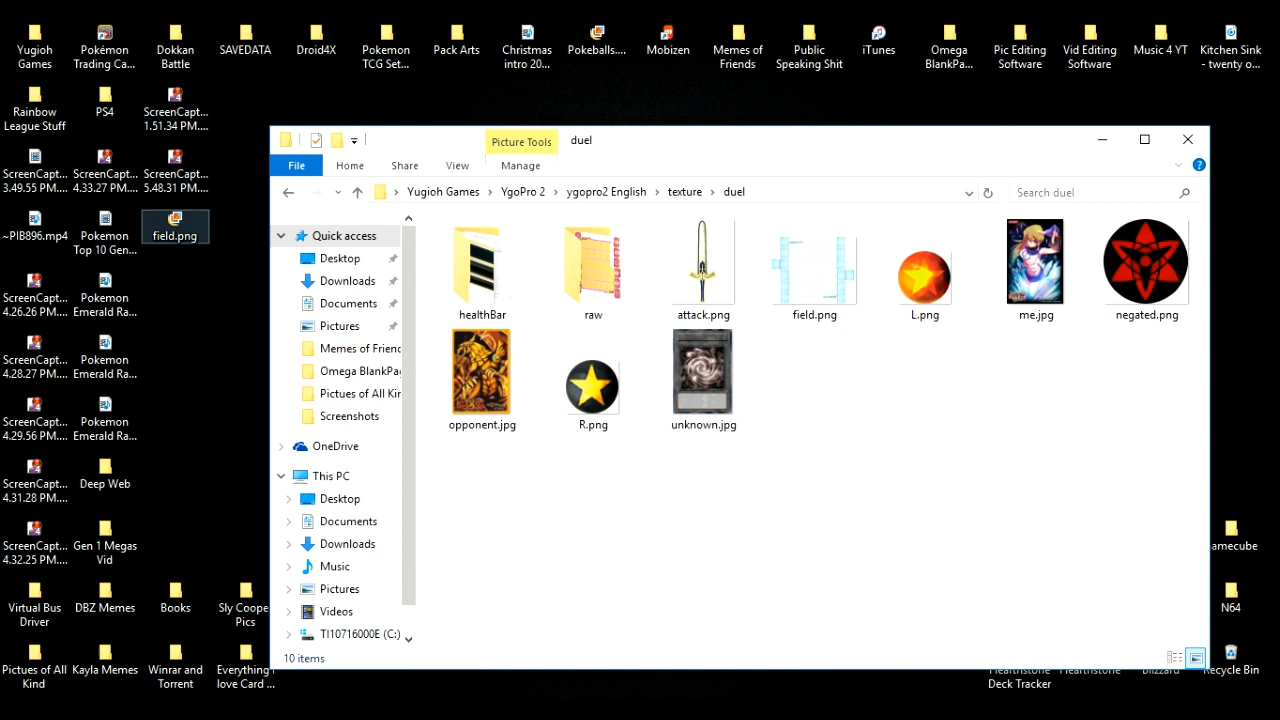 Yugioh Games
Pokémon Trading Ca...
Dokkan Battle
SAVEDATA
Droid4X
Pokemon TCG Set...
Pack Arts
Christmas intro 20...
Pokeballs....
Mobizen
Memes of Friends
Public Speaking Shit
iTunes
Omega BlankPa...
Pic Editing Software
Vid Editing Software
Music 4 YT
Kitchen Sink - twenty o...
Rainbow League Stuff
PS4
ScreenCapt... 1.51.34 PM....
ScreenCapt... 3.49.55 PM....
ScreenCapt... 4.33.27 PM....
ScreenCapt... 5.48.31 PM....
~PIB896.mp4
Pokemon Top 10 Gen...
field.png
ScreenCapt... 4.26.26 PM....
Pokemon Emerald Ra...
ScreenCapt... 4.28.27 PM....
Pokemon Emerald Ra...
ScreenCapt... 4.29.56 PM....
Pokemon Emerald Ra...
ScreenCapt... 4.31.28 PM....
Deep Web
ScreenCapt... 4.32.25 PM....
Gen 1 Megas Vid
Virtual Bus Driver
DBZ Memes
Books
Sly Coope Pics
Pictues of All Kind
Kayla Memes
Winrar and Torrent
Everything I love Card ...
Picture Tools
duel
File
Home
Share
View
Manage
Yugioh Games > YgoPro 2 > ygopro2 English > texture > duel
Search duel
Quick access
Desktop
Downloads
Documents
Pictures
Memes of Frienc
Omega BlankPag
Pictues of All Kin
Screenshots
OneDrive
This PC
Desktop
Documents
Downloads
Music
Pictures
Videos
TI10716000E (C:)
healthBar
raw
attack.png
field.png
L.png
me.jpg
negated.png
opponent.jpg
R.png
unknown.jpg
10 items
amecube
N64
Hearthstone Deck Tracker
Hearthstone
Blizzard
Recycle Bin